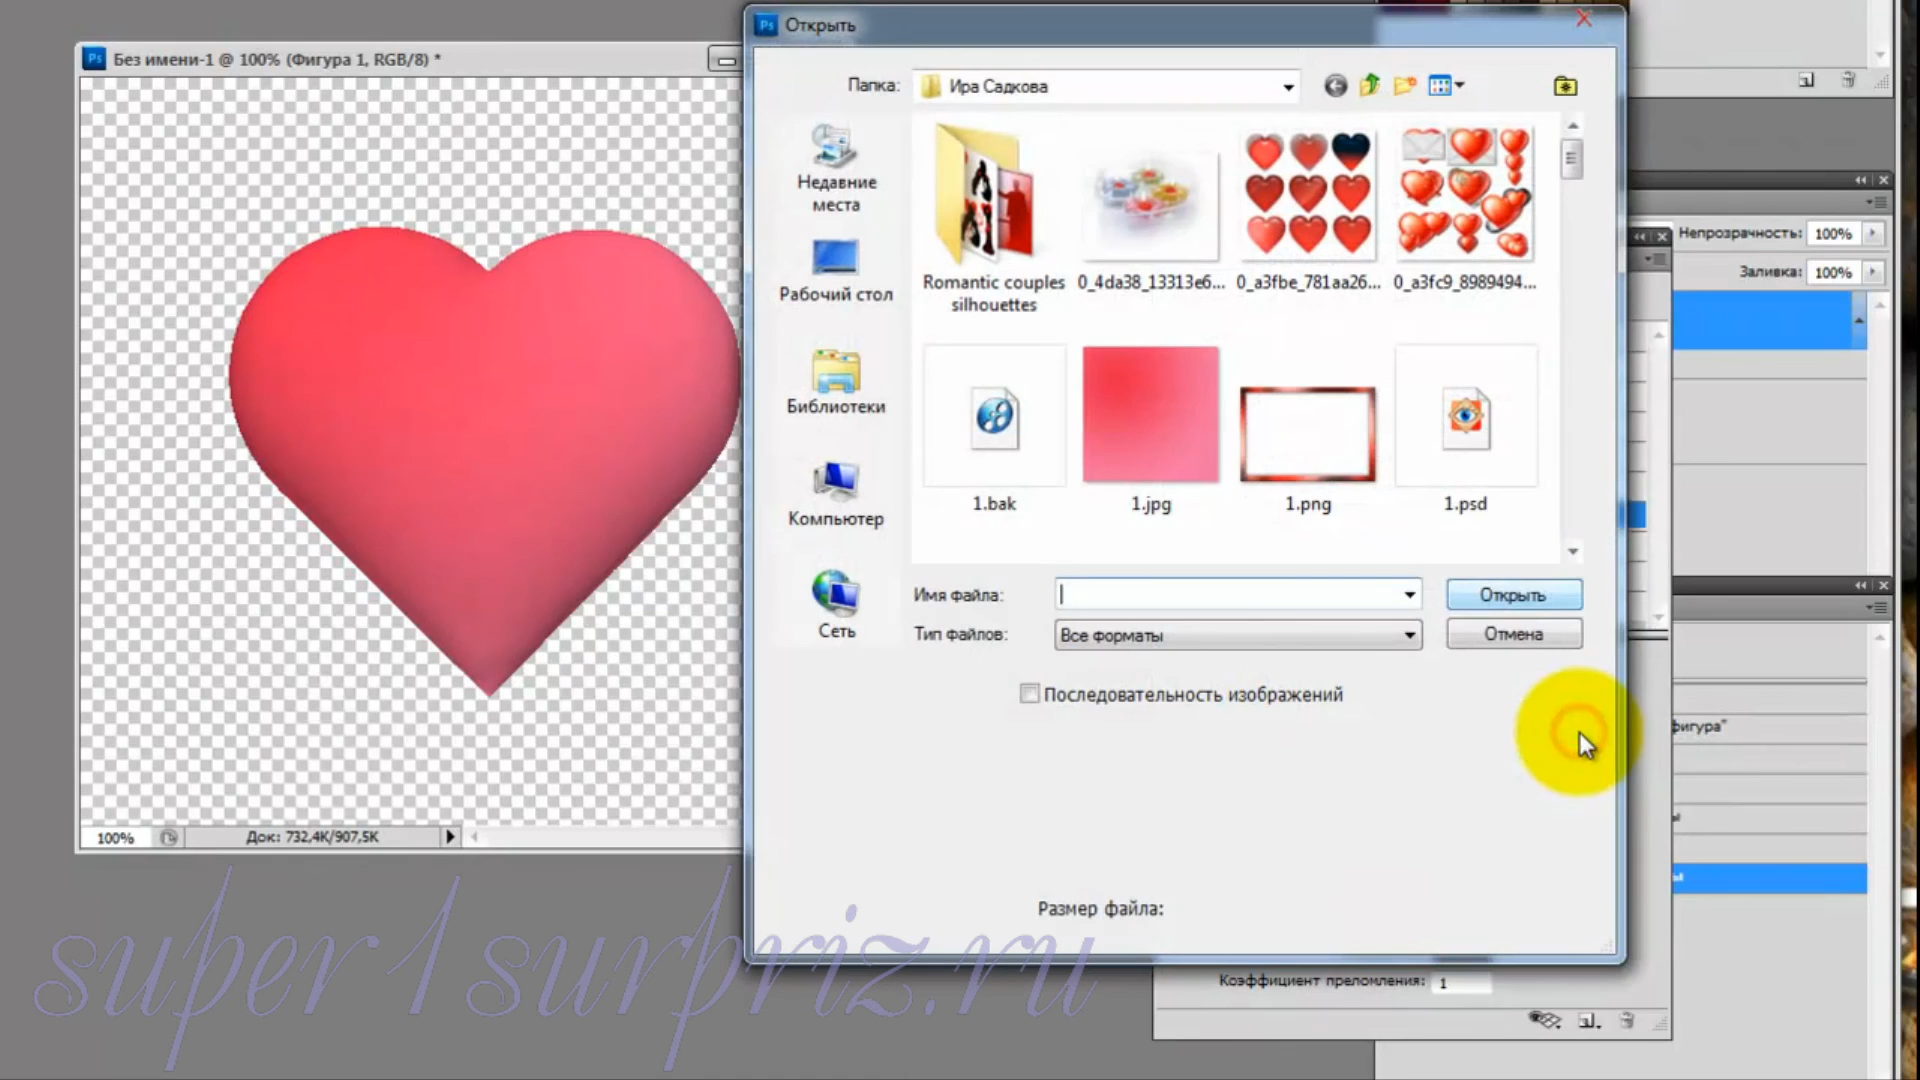 Ps Открыть
Ps Без имени-1 @ 100% (Фигура 1, RGB/8) *
Папка: Ира Садкова
Недавние
места
Рабочий стол
Библиотеки
Компьютер
Сеть
Romantic couples
silhouettes
0_4da38_13313e6...
0_a3fbe_781aa26...
0_a3fc9_8989494...
1.bak
1.jpg
1.png
1.psd
Имя файла:
Открыть
Тип файлов: Все форматы
Отмена
Последовательность изображений
Размер файла:
Непрозрачность: 100%
Заливка: 100%
фигура"
ы
100%
Док: 732,4K/907,5K
Коэффициент преломления: 1
super1surpriz.ru